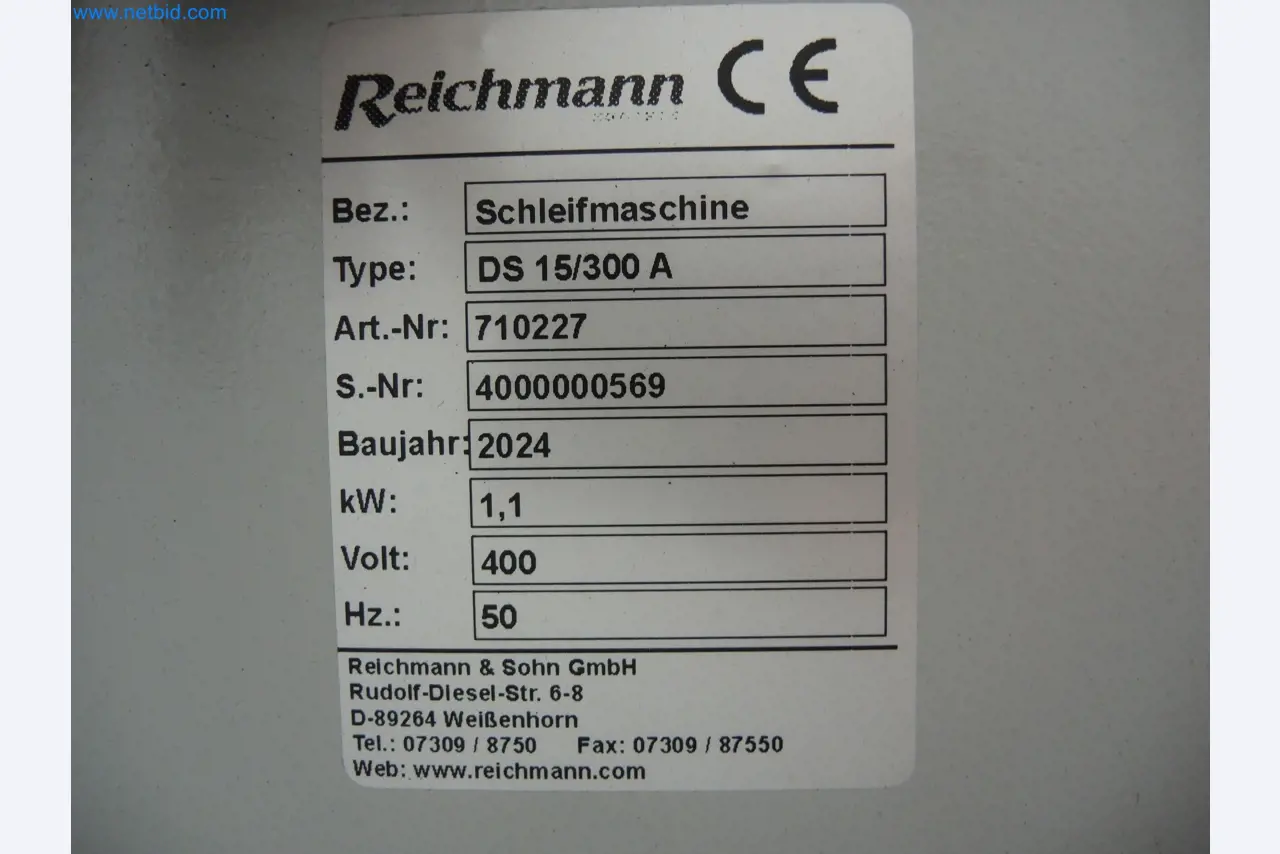 www.netbid.com
Reichmann CE
Bez.: Schleifmaschine
Type: DS 15/300 A
Art.-Nr: 710227
S.-Nr: 4000000569
Baujahr: 2024
kW: 1,1
Volt: 400
Hz.: 50
Reichmann & Sohn GmbH
Rudolf-Diesel-Str. 6-8
D-89264 Weißenhorn
Tel.: 07309 / 8750 Fax: 07309 / 87550
Web: www.reichmann.com